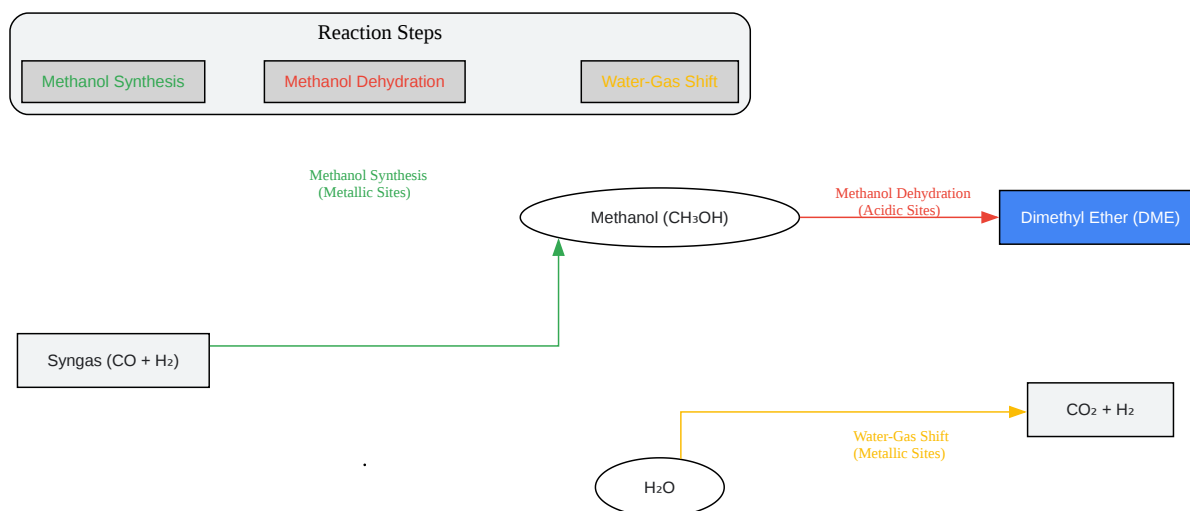 Reaction Steps
Methanol Synthesis
Methanol Dehydration
Water-Gas Shift
Methanol Synthesis
(Metallic Sites)
Methanol (CH₃OH)
Methanol Dehydration
(Acidic Sites)
Dimethyl Ether (DME)
Syngas (CO + H₂)
CO₂ + H₂
Water-Gas Shift
(Metallic Sites)
.
H₂O